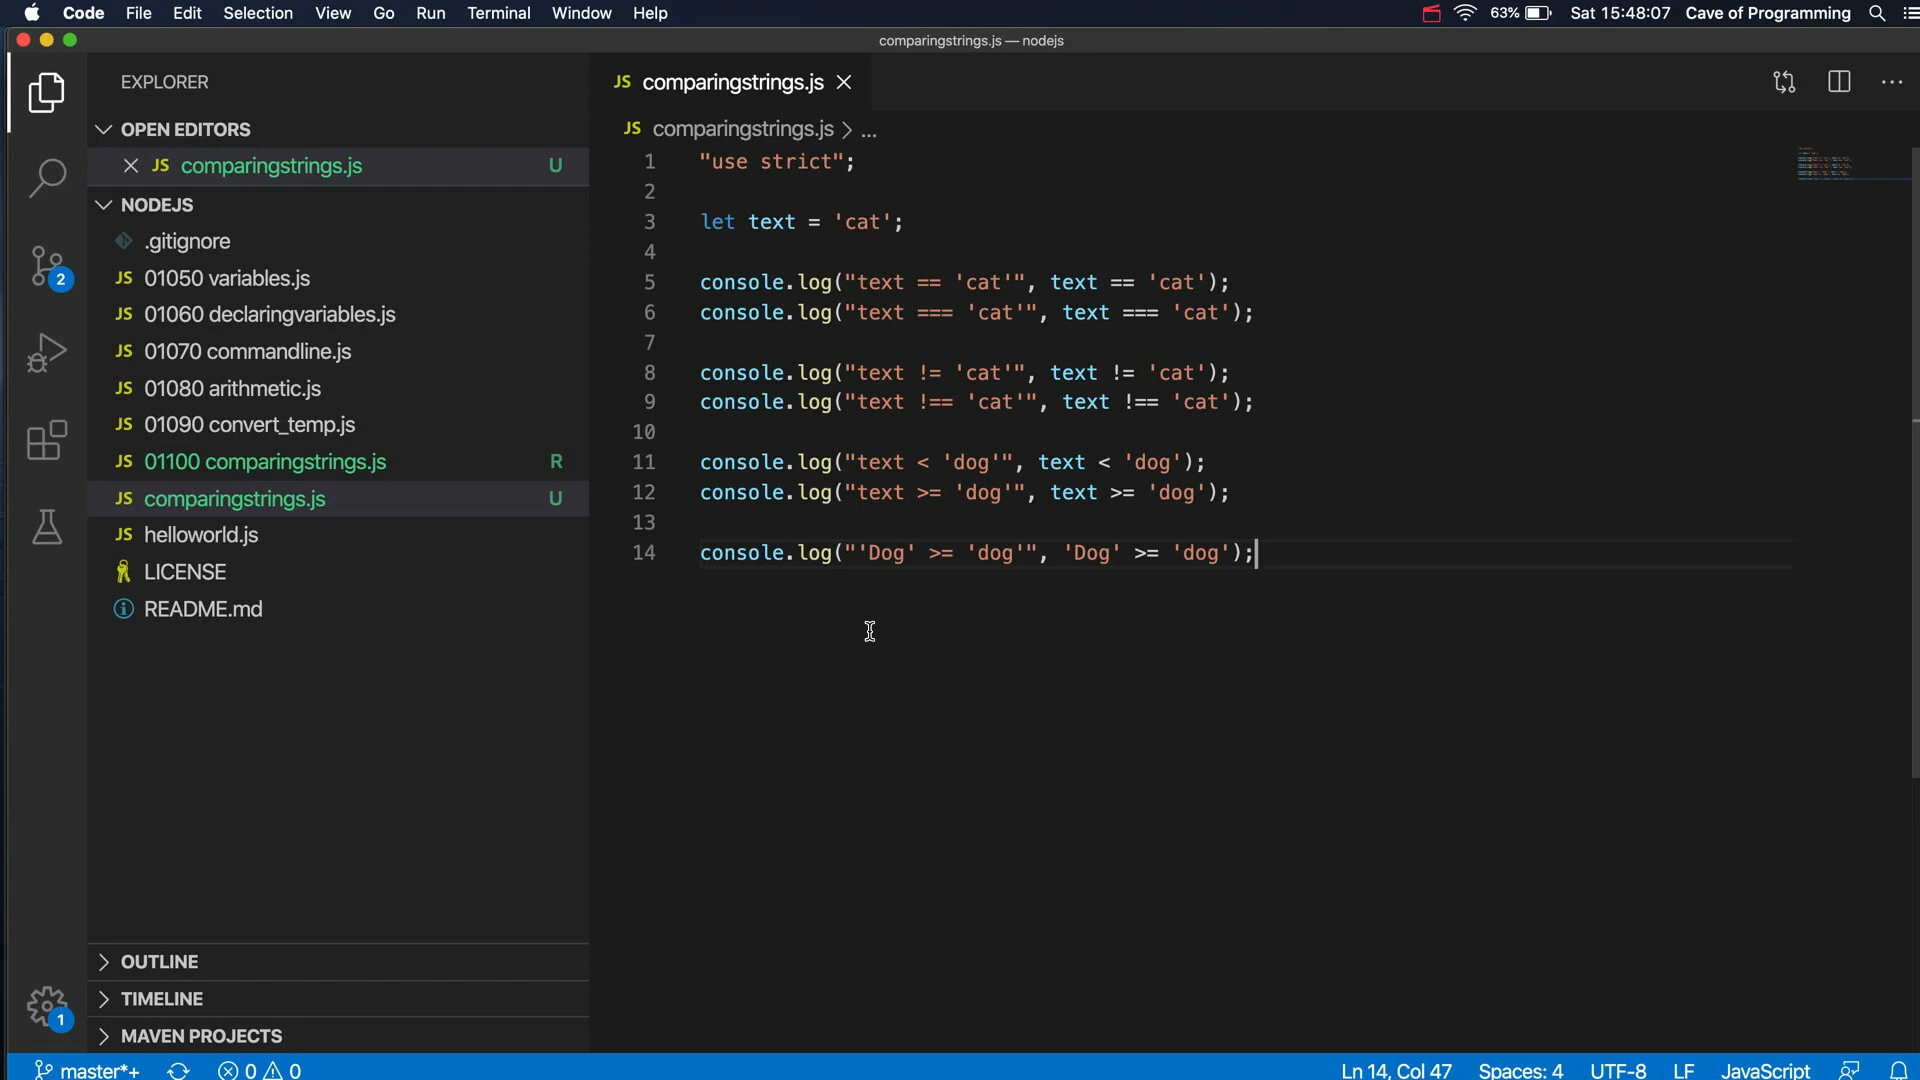 Code File Edit Selection View Go Run Terminal Window Help 63% Sat 15:48:07 Cave of Programming
comparingstrings.js — nodejs
EXPLORER
OPEN EDITORS
JS comparingstrings.js U
NODEJS
.gitignore
JS 01050 variables.js
JS 01060 declaringvariables.js
JS 01070 commandline.js
JS 01080 arithmetic.js
JS 01090 convert_temp.js
JS 01100 comparingstrings.js R
JS comparingstrings.js U
JS helloworld.js
LICENSE
README.md
OUTLINE
TIMELINE
MAVEN PROJECTS
2
1
JS comparingstrings.js
JS comparingstrings.js > ...
1 "use strict";
2
3 let text = 'cat';
4
5 console.log("text == 'cat'", text == 'cat');
6 console.log("text === 'cat'", text === 'cat');
7
8 console.log("text != 'cat'", text != 'cat');
9 console.log("text !== 'cat'", text !== 'cat');
10
11 console.log("text < 'dog'", text < 'dog');
12 console.log("text >= 'dog'", text >= 'dog');
13
14 console.log("'Dog' >= 'dog'", 'Dog' >= 'dog');
master*+ 0 0 Ln 14, Col 47 Spaces: 4 UTF-8 LF JavaScript